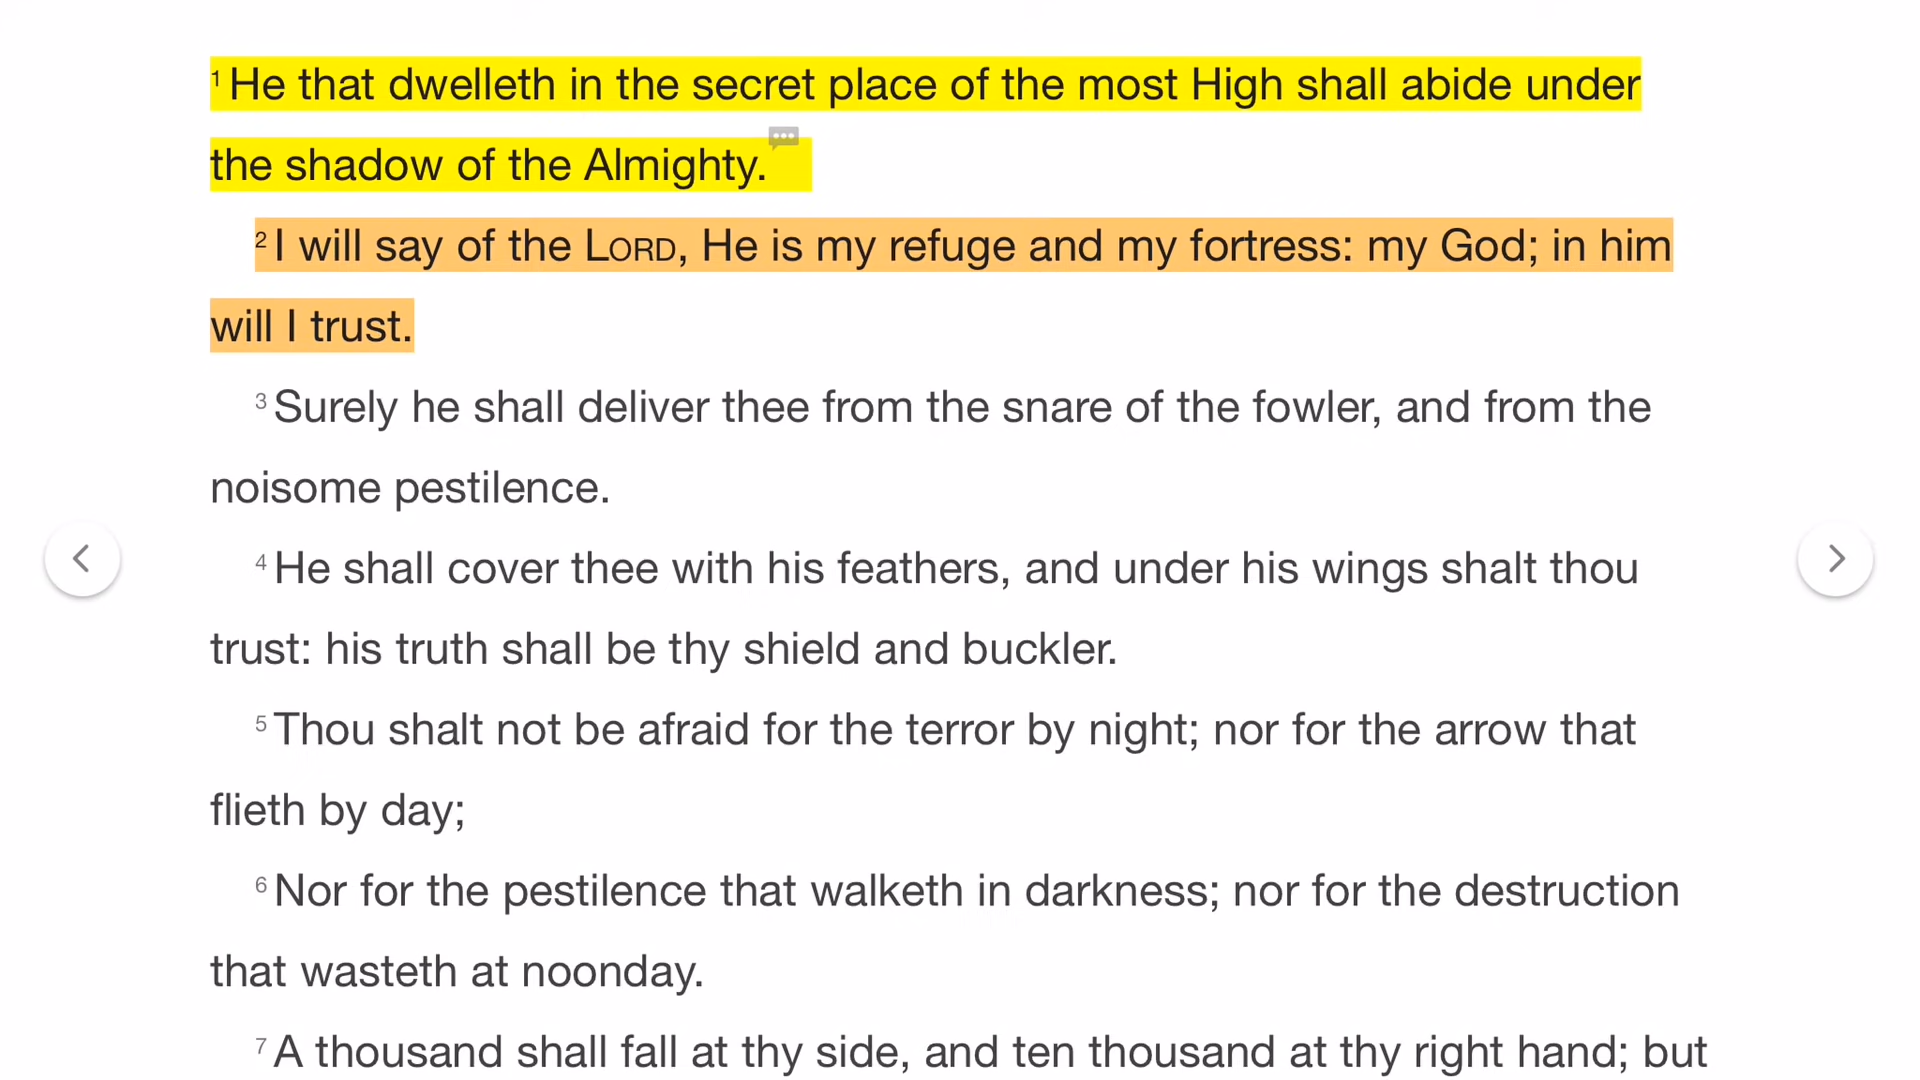 1 He that dwelleth in the secret place of the most High shall abide under
the shadow of the Almighty.
2 I will say of the LORD, He is my refuge and my fortress: my God; in him
will I trust.
3 Surely he shall deliver thee from the snare of the fowler, and from the
noisome pestilence.
4 He shall cover thee with his feathers, and under his wings shalt thou
trust: his truth shall be thy shield and buckler.
5 Thou shalt not be afraid for the terror by night; nor for the arrow that
flieth by day;
6 Nor for the pestilence that walketh in darkness; nor for the destruction
that wasteth at noonday.
7 A thousand shall fall at thy side, and ten thousand at thy right hand; but